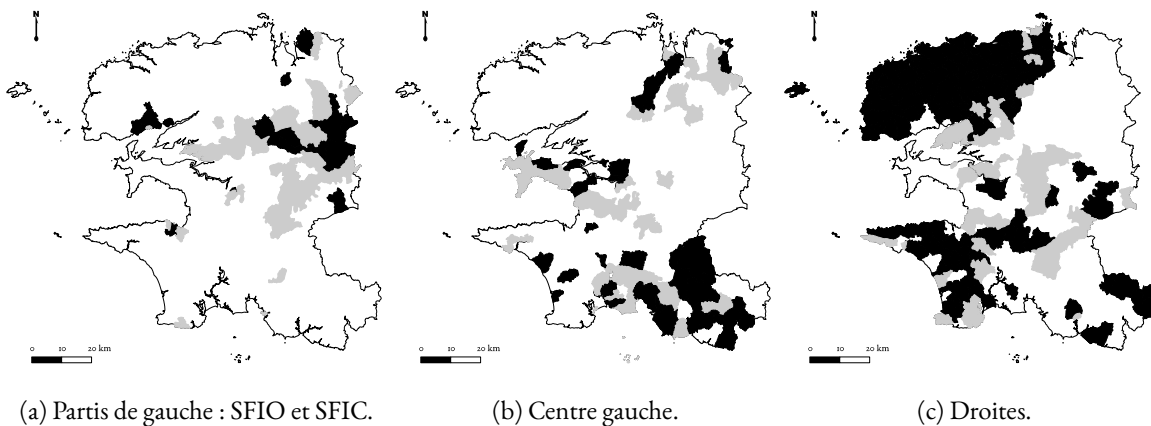 N
N
N
0 10 20 km
0 10 20 km
0 10 20 km
(a) Partis de gauche : SFIO et SFIC.
(b) Centre gauche.
(c) Droites.